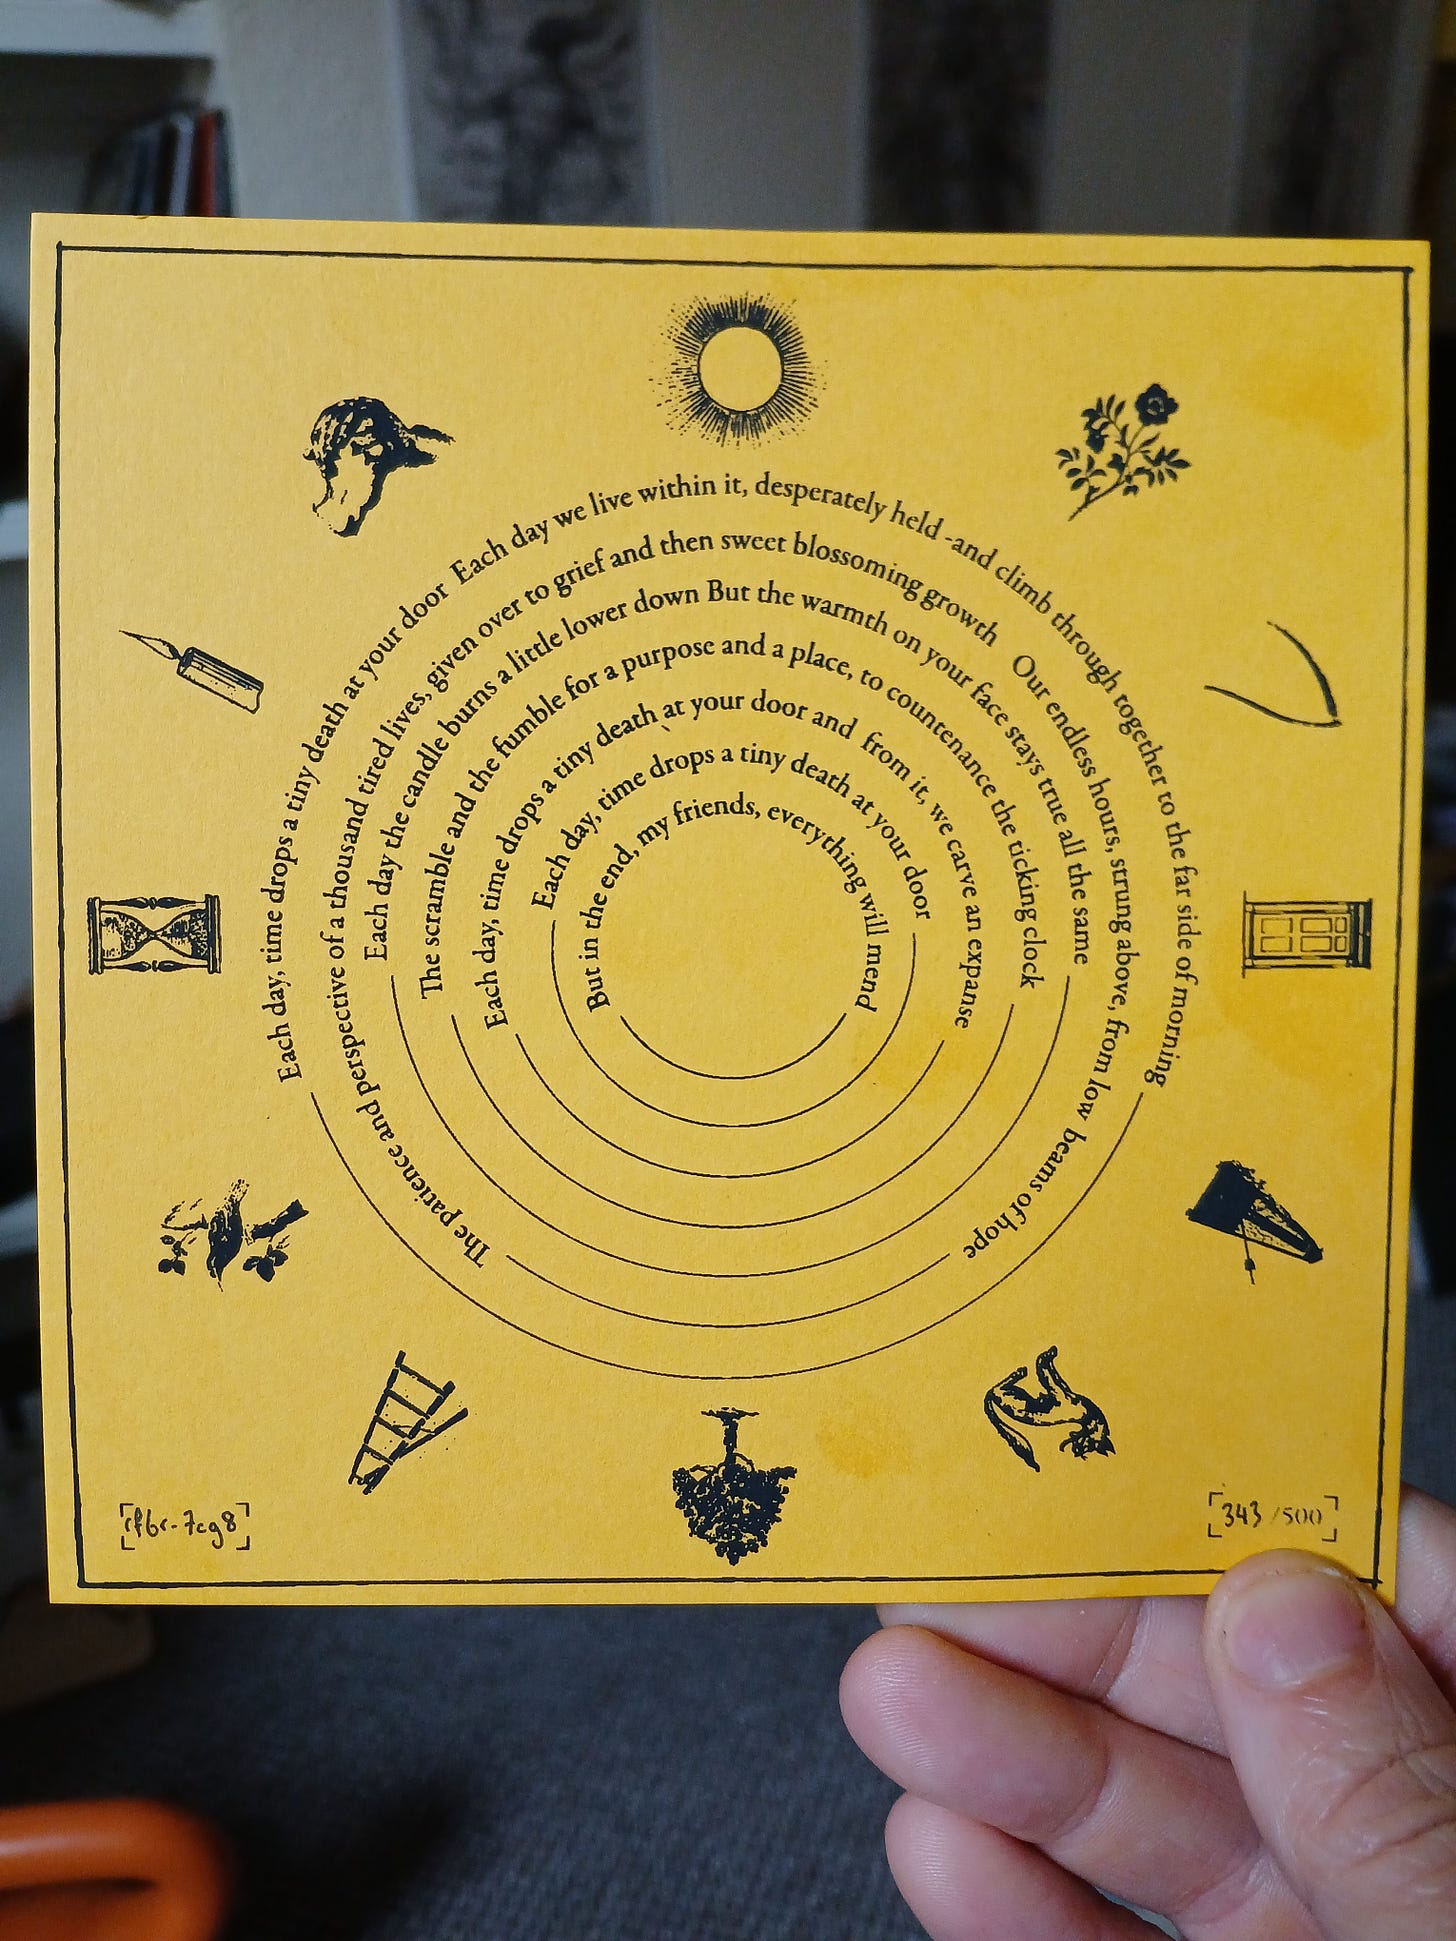 Each day, time drops a tiny death at your door Each day we live within it, desperately held -and climb through together to the far side of morning
The patience and perspective of a thousand tired lives, given over to grief and then sweet blossoming growth Our endless hours, strung above, from low beams of hope
Each day the candle burns a little lower down But the warmth on your face stays true all the same
The scramble and the fumble for a purpose and a place, to countenance the ticking clock
Each day, time drops a tiny death at your door and from it, we carve an expanse
Each day, time drops a tiny death at your door
But in the end, my friends, everything will mend
rf6r-7cg8
343/500